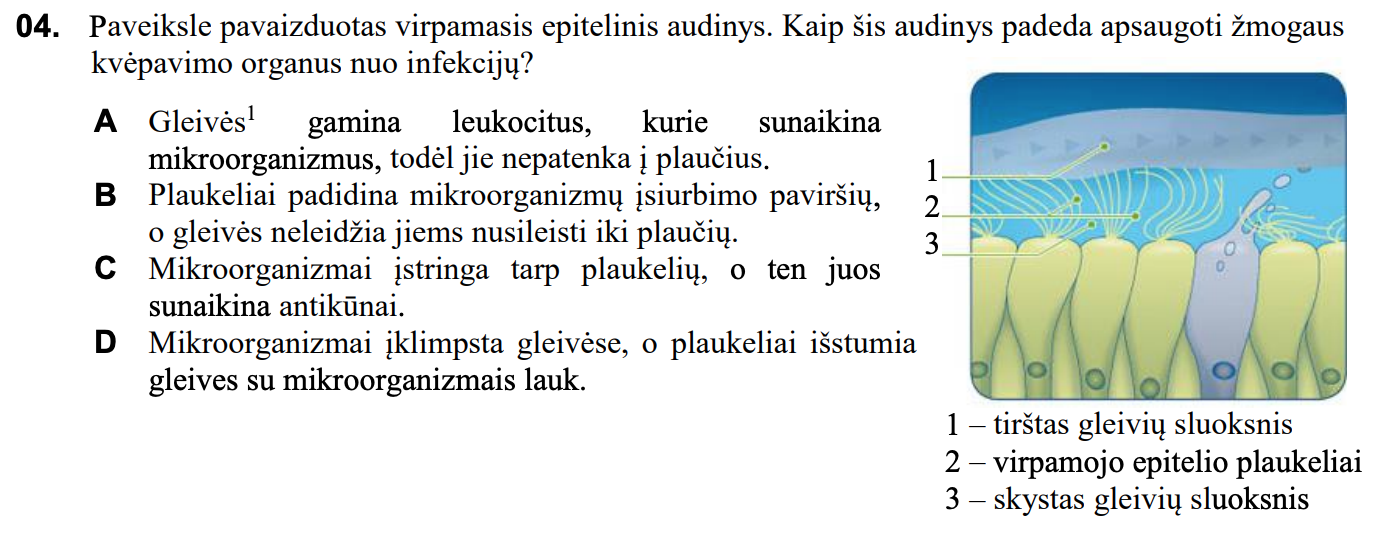 04. Paveiksle pavaizduotas virpamasis epitelinis audinys. Kaip šis audinys padeda apsaugoti žmogaus
kvėpavimo organus nuo infekcijų?
A Gleivės¹ gamina leukocitus, kurie sunaikina
mikroorganizmus, todėl jie nepatenka į plaučius.
B Plaukeliai padidina mikroorganizmų įsiurbimo paviršių,
o gleivės neleidžia jiems nusileisti iki plaučių.
C Mikroorganizmai įstringa tarp plaukelių, o ten juos
sunaikina antikūnai.
D Mikroorganizmai įklimpsta gleivėse, o plaukeliai išstumia
gleives su mikroorganizmais lauk.
1
2
3
1 – tirštas gleivių sluoksnis
2 – virpamojo epitelio plaukeliai
3 – skystas gleivių sluoksnis